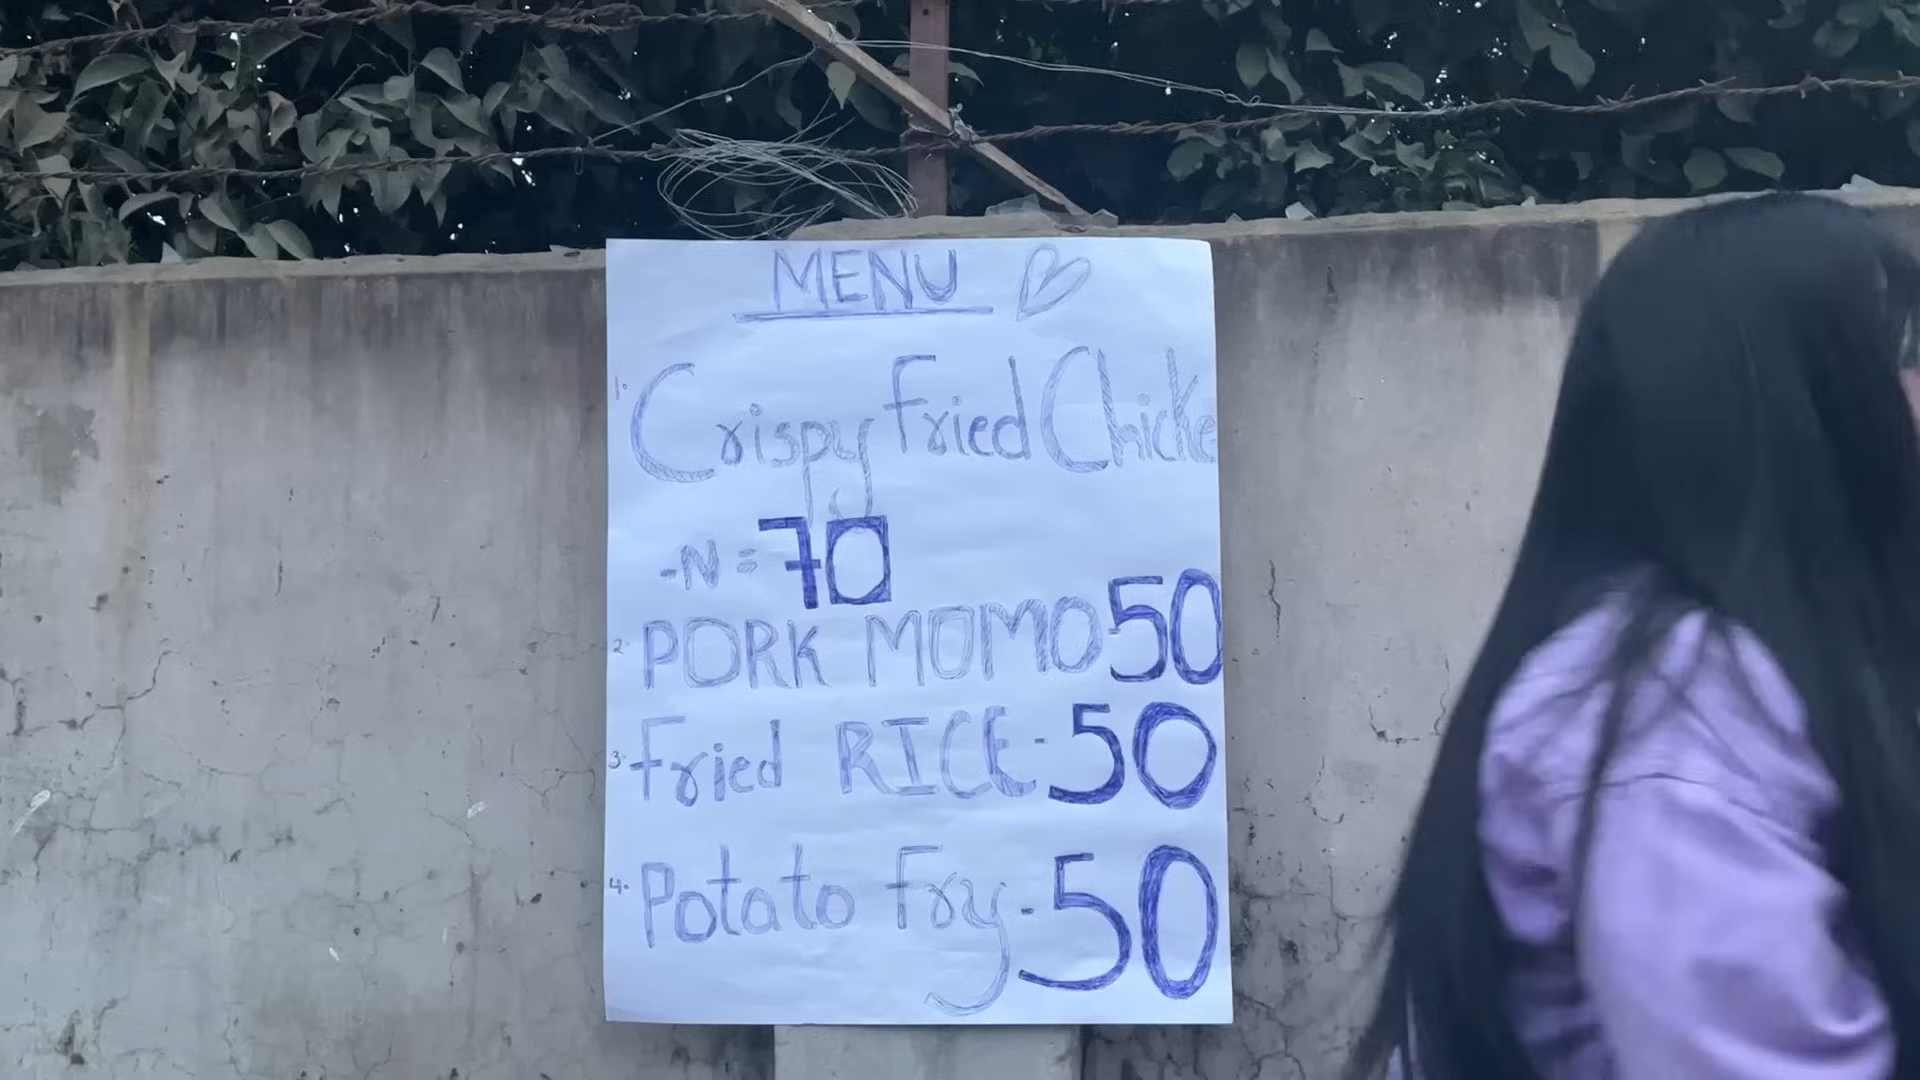 MENU
1. Crispy Fried Chicke
-N = 70
2. PORK MOMO 50
3. Fried RICE - 50
4. Potato Fry - 50